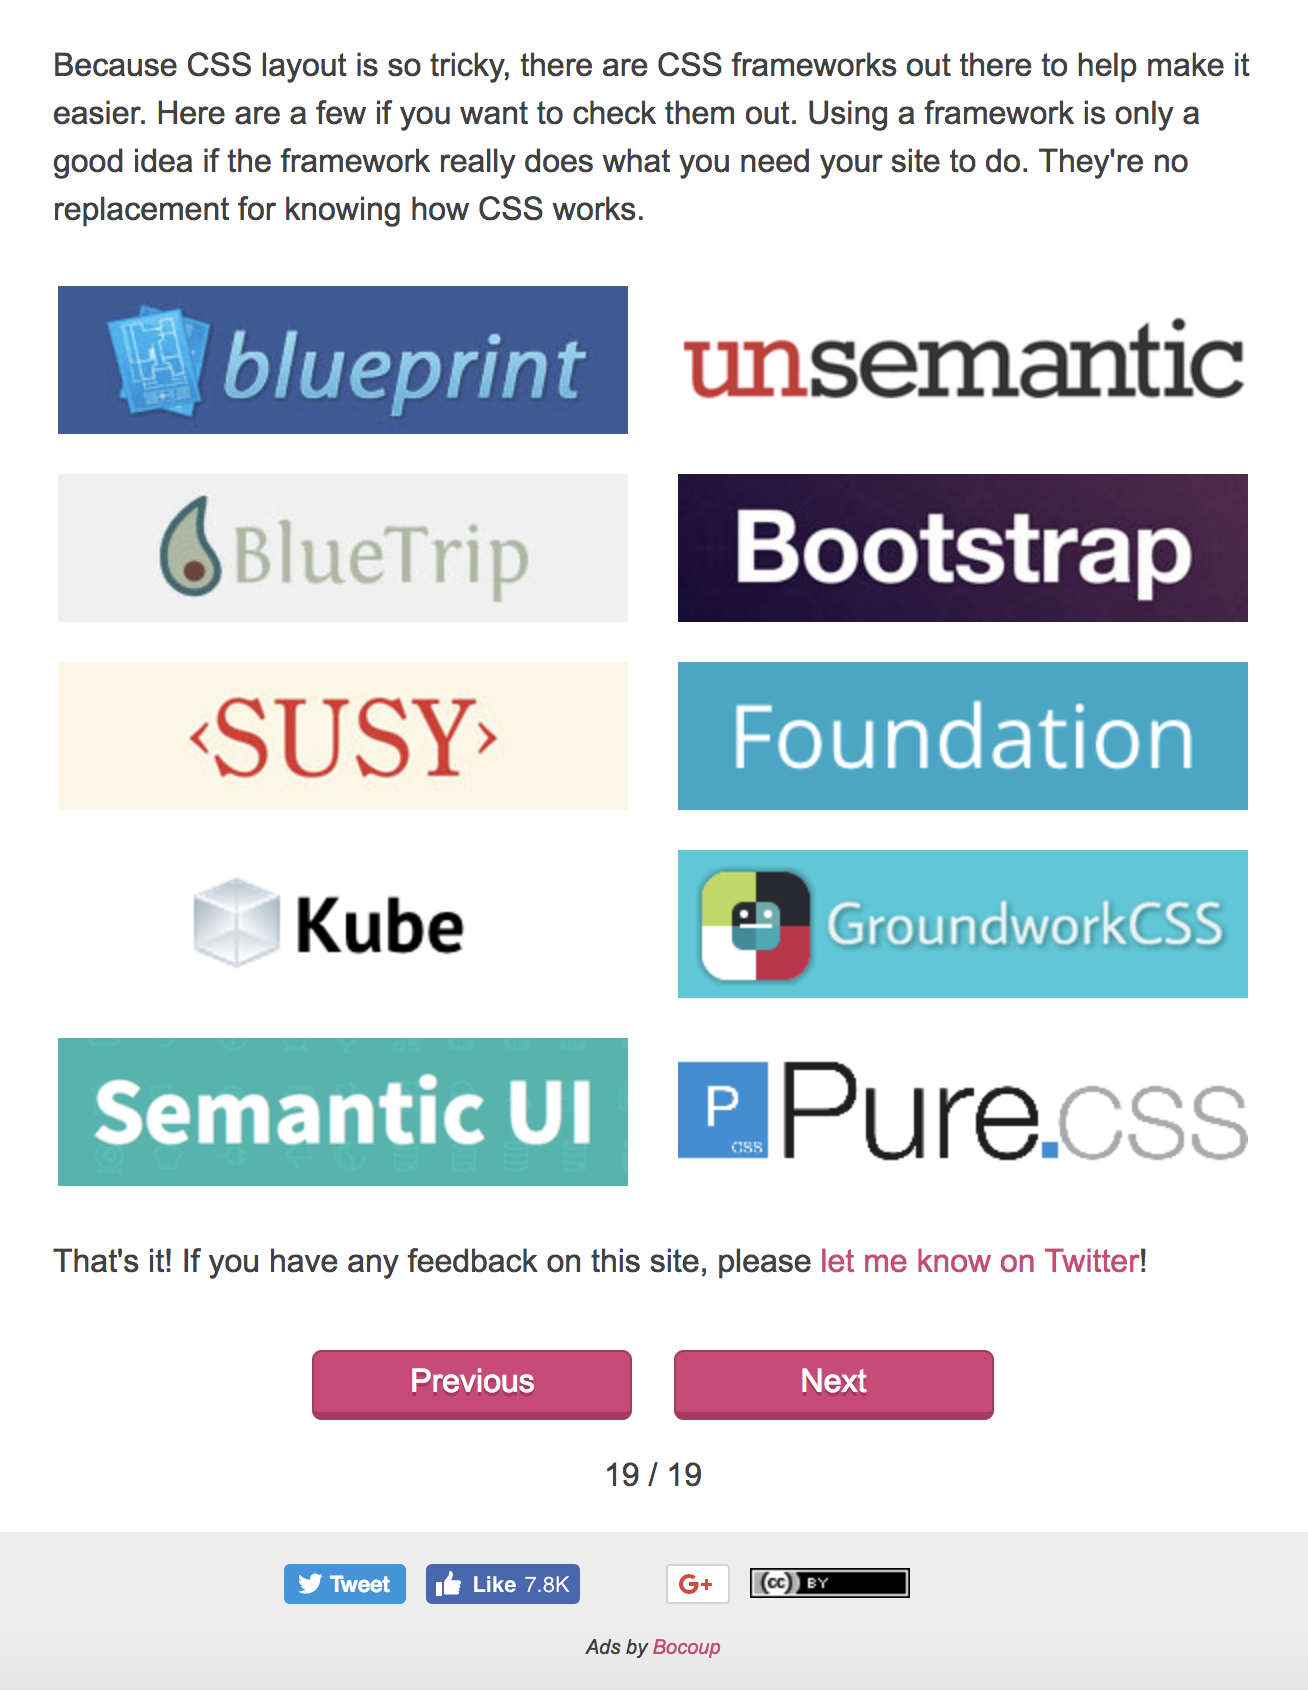 Because CSS layout is so tricky, there are CSS frameworks out there to help make it
easier. Here are a few if you want to check them out. Using a framework is only a
good idea if the framework really does what you need your site to do. They're no
replacement for knowing how CSS works.
blueprint
unsemantic
BlueTrip
Bootstrap
‹SUSY›
Foundation
Kube
GroundworkCSS
Semantic UI
P
css
Pure.css
That's it! If you have any feedback on this site, please let me know on Twitter!
Previous
Next
19 / 19
Tweet
Like 7.8K
G+
cc BY
Ads by Bocoup